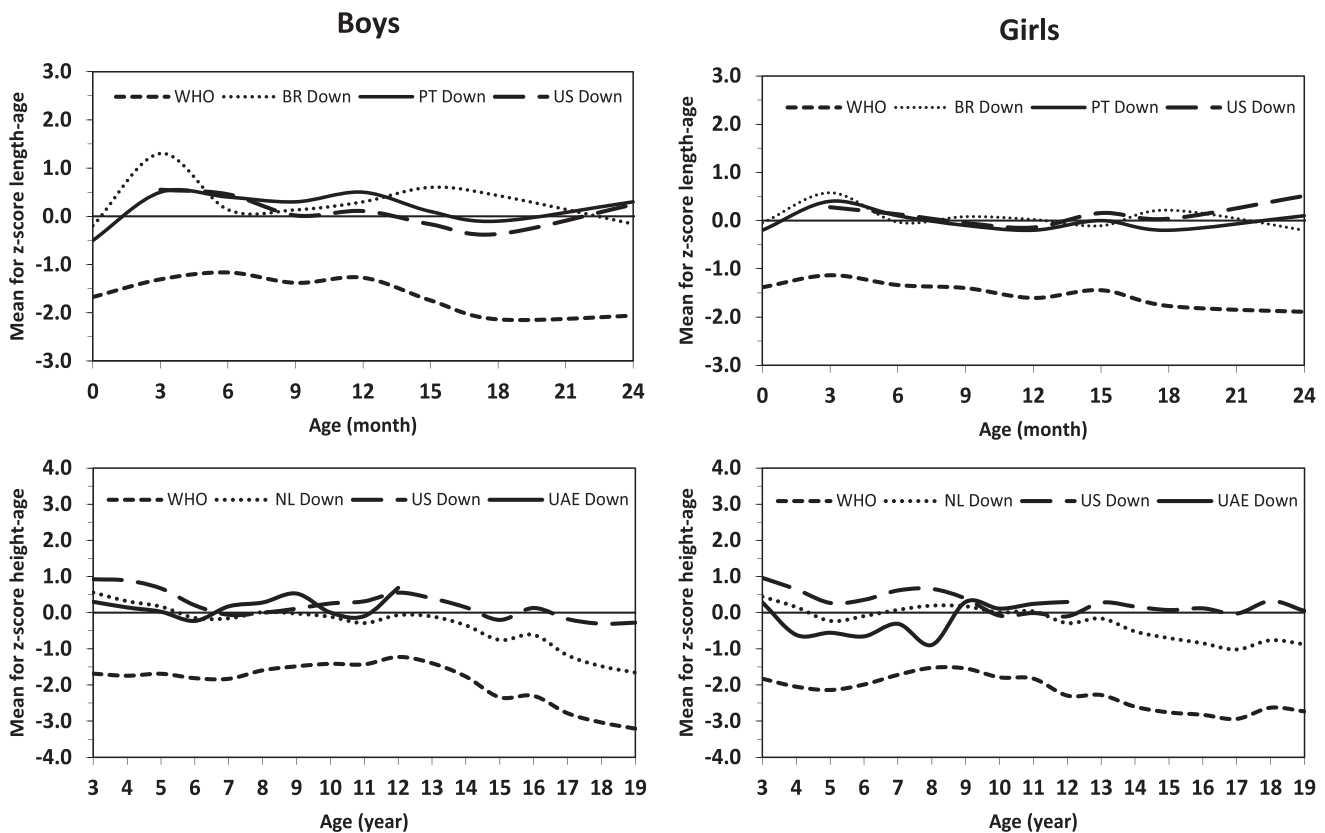 Boys
Mean for z-score length-age
3.0
2.0
1.0
0.0
-1.0
-2.0
-3.0
WHO BR Down PT Down US Down
0 3 6 9 12 15 18 21 24
Age (month)
Girls
Mean for z-score length-age
3.0
2.0
1.0
0.0
-1.0
-2.0
-3.0
WHO BR Down PT Down US Down
0 3 6 9 12 15 18 21 24
Age (month)
Mean for z-score height-age
4.0
3.0
2.0
1.0
0.0
-1.0
-2.0
-3.0
-4.0
WHO NL Down US Down UAE Down
3 4 5 6 7 8 9 10 11 12 13 14 15 16 17 18 19
Age (year)
Mean for z-score height-age
4.0
3.0
2.0
1.0
0.0
-1.0
-2.0
-3.0
-4.0
WHO NL Down US Down UAE Down
3 4 5 6 7 8 9 10 11 12 13 14 15 16 17 18 19
Age (year)